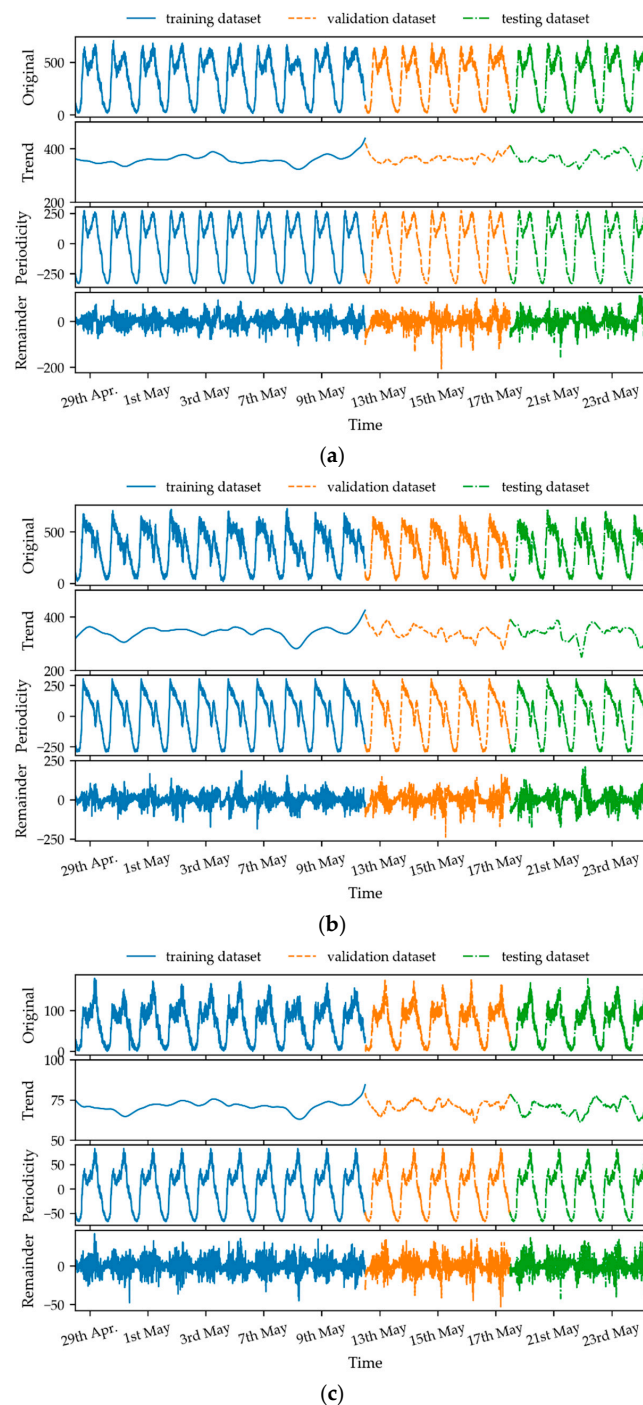 training dataset validation dataset testing dataset
Original
500
0
Trend
400
200
Periodicity
250
0
−250
Remainder
0
−200
29th Apr. 1st May 3rd May 7th May 9th May 13th May 15th May 17th May 21st May 23rd May
Time
(a)
training dataset validation dataset testing dataset
Original
500
0
Trend
400
200
Periodicity
250
0
−250
Remainder
250
0
−250
29th Apr. 1st May 3rd May 7th May 9th May 13th May 15th May 17th May 21st May 23rd May
Time
(b)
training dataset validation dataset testing dataset
Original
100
0
Trend
100
75
50
Periodicity
50
0
−50
Remainder
0
−50
29th Apr. 1st May 3rd May 7th May 9th May 13th May 15th May 17th May 21st May 23rd May
Time
(c)